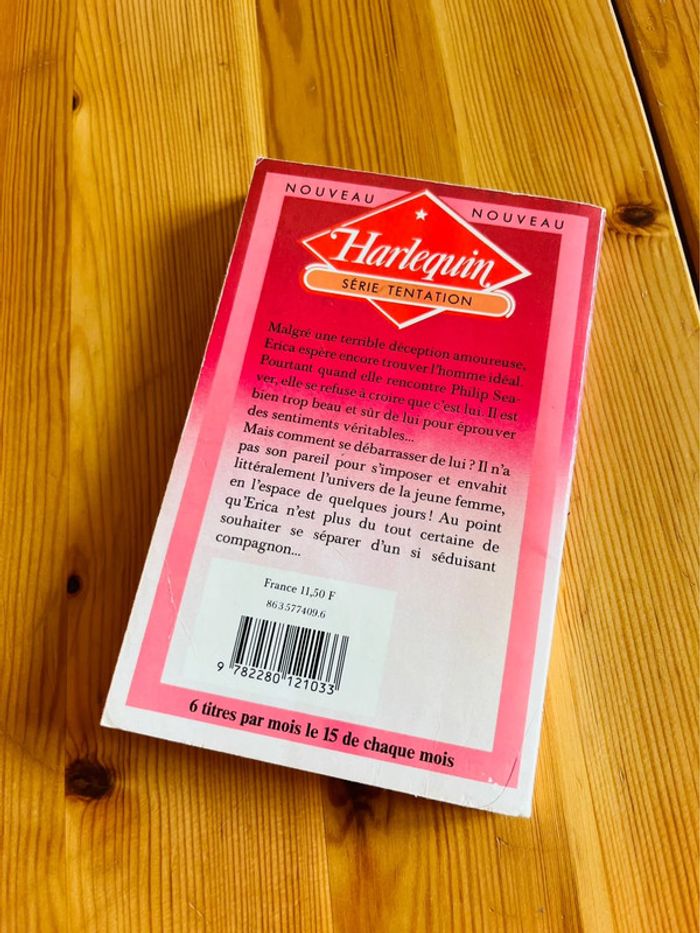 NOUVEAU
NOUVEAU
Harlequin
SÉRIE TENTATION
Malgré une terrible déception amoureuse,
Erica espère encore trouver l'homme idéal.
Pourtant quand elle rencontre Philip Sea-
ver, elle se refuse à croire que c'est lui. Il est
bien trop beau et sûr de lui pour éprouver
des sentiments véritables...
Mais comment se débarrasser de lui ? Il n'a
pas son pareil pour s'imposer et envahit
littéralement l'univers de la jeune femme,
en l'espace de quelques jours ! Au point
qu'Erica n'est plus du tout certaine de
souhaiter se séparer d'un si séduisant
compagnon...
France 11,50 F
863.577409.6
9 782280 121033
6 titres par mois le 15 de chaque mois